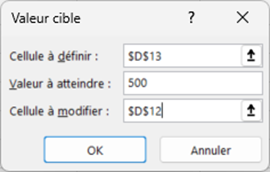 Valeur cible ? ×
Cellule à définir : $D$13
Valeur à atteindre : 500
Cellule à modifier : $D$12
OK Annuler